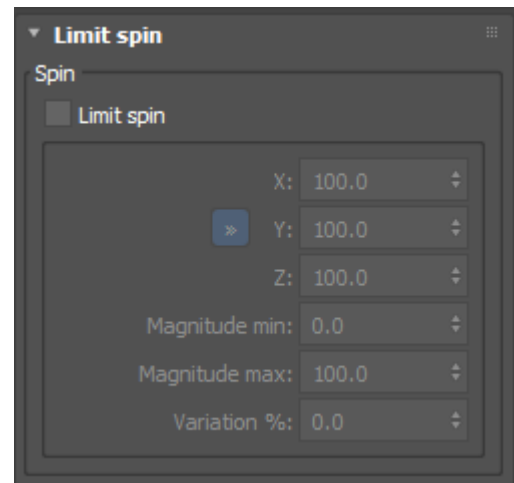 Limit spin
Spin
Limit spin
X: 100.0
» Y: 100.0
Z: 100.0
Magnitude min: 0.0
Magnitude max: 100.0
Variation %: 0.0